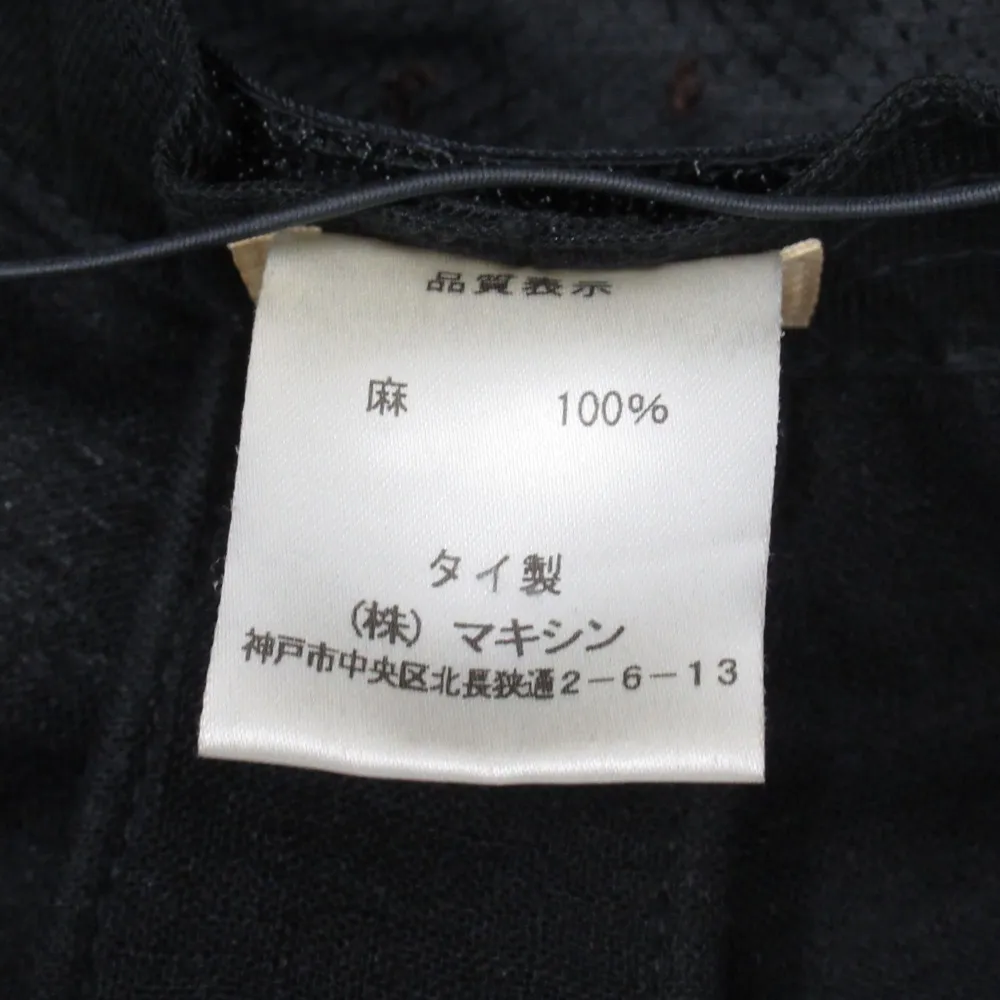 品質表示
麻 100%
タイ製
(株) マキシン
神戸市中央区北長狭通2-6-13